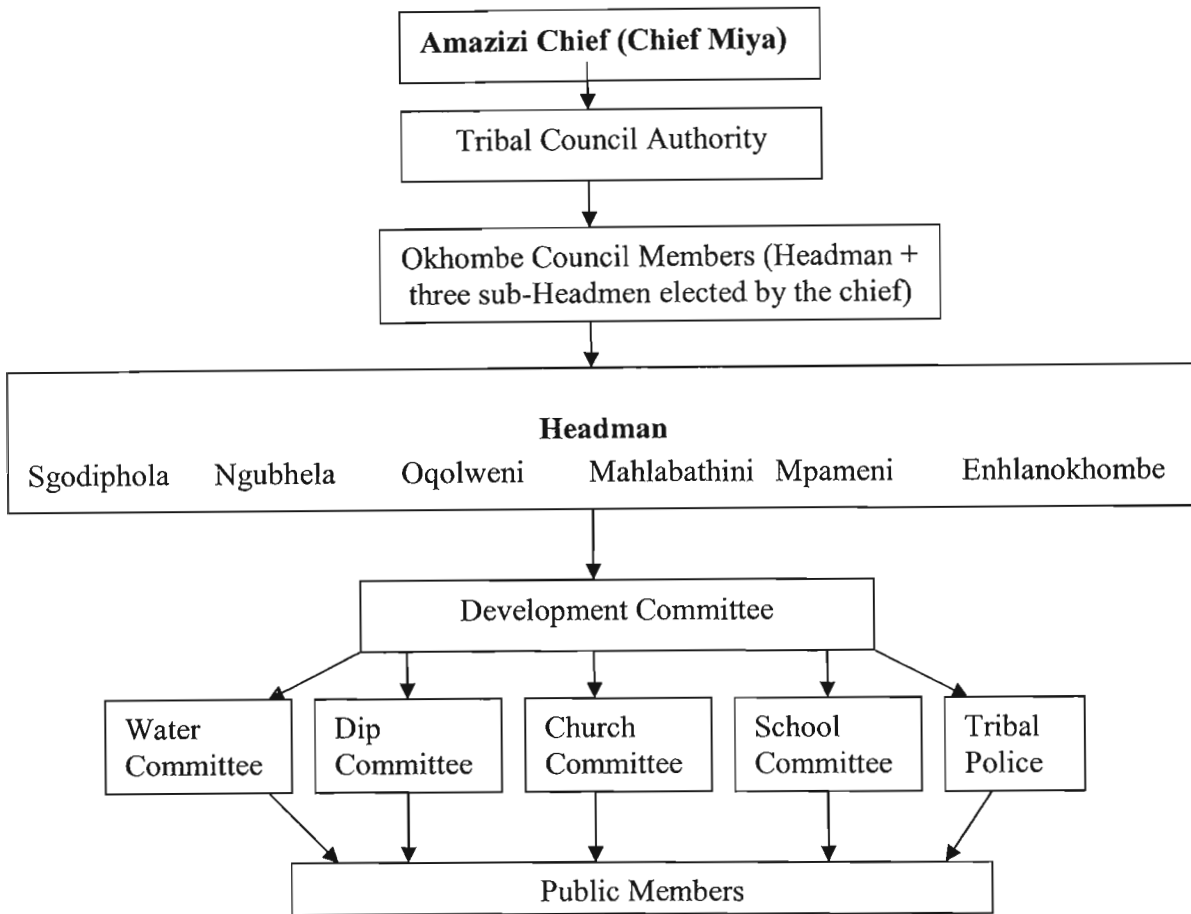 Amazizi Chief (Chief Miya)
Tribal Council Authority
Okhombe Council Members (Headman +
three sub-Headmen elected by the chief)
Headman
Sgodiphola Ngubhela Oqolweni Mahlabathini Mpameni Enhlanokhombe
Development Committee
Water
Committee
Dip
Committee
Church
Committee
School
Committee
Tribal
Police
Public Members